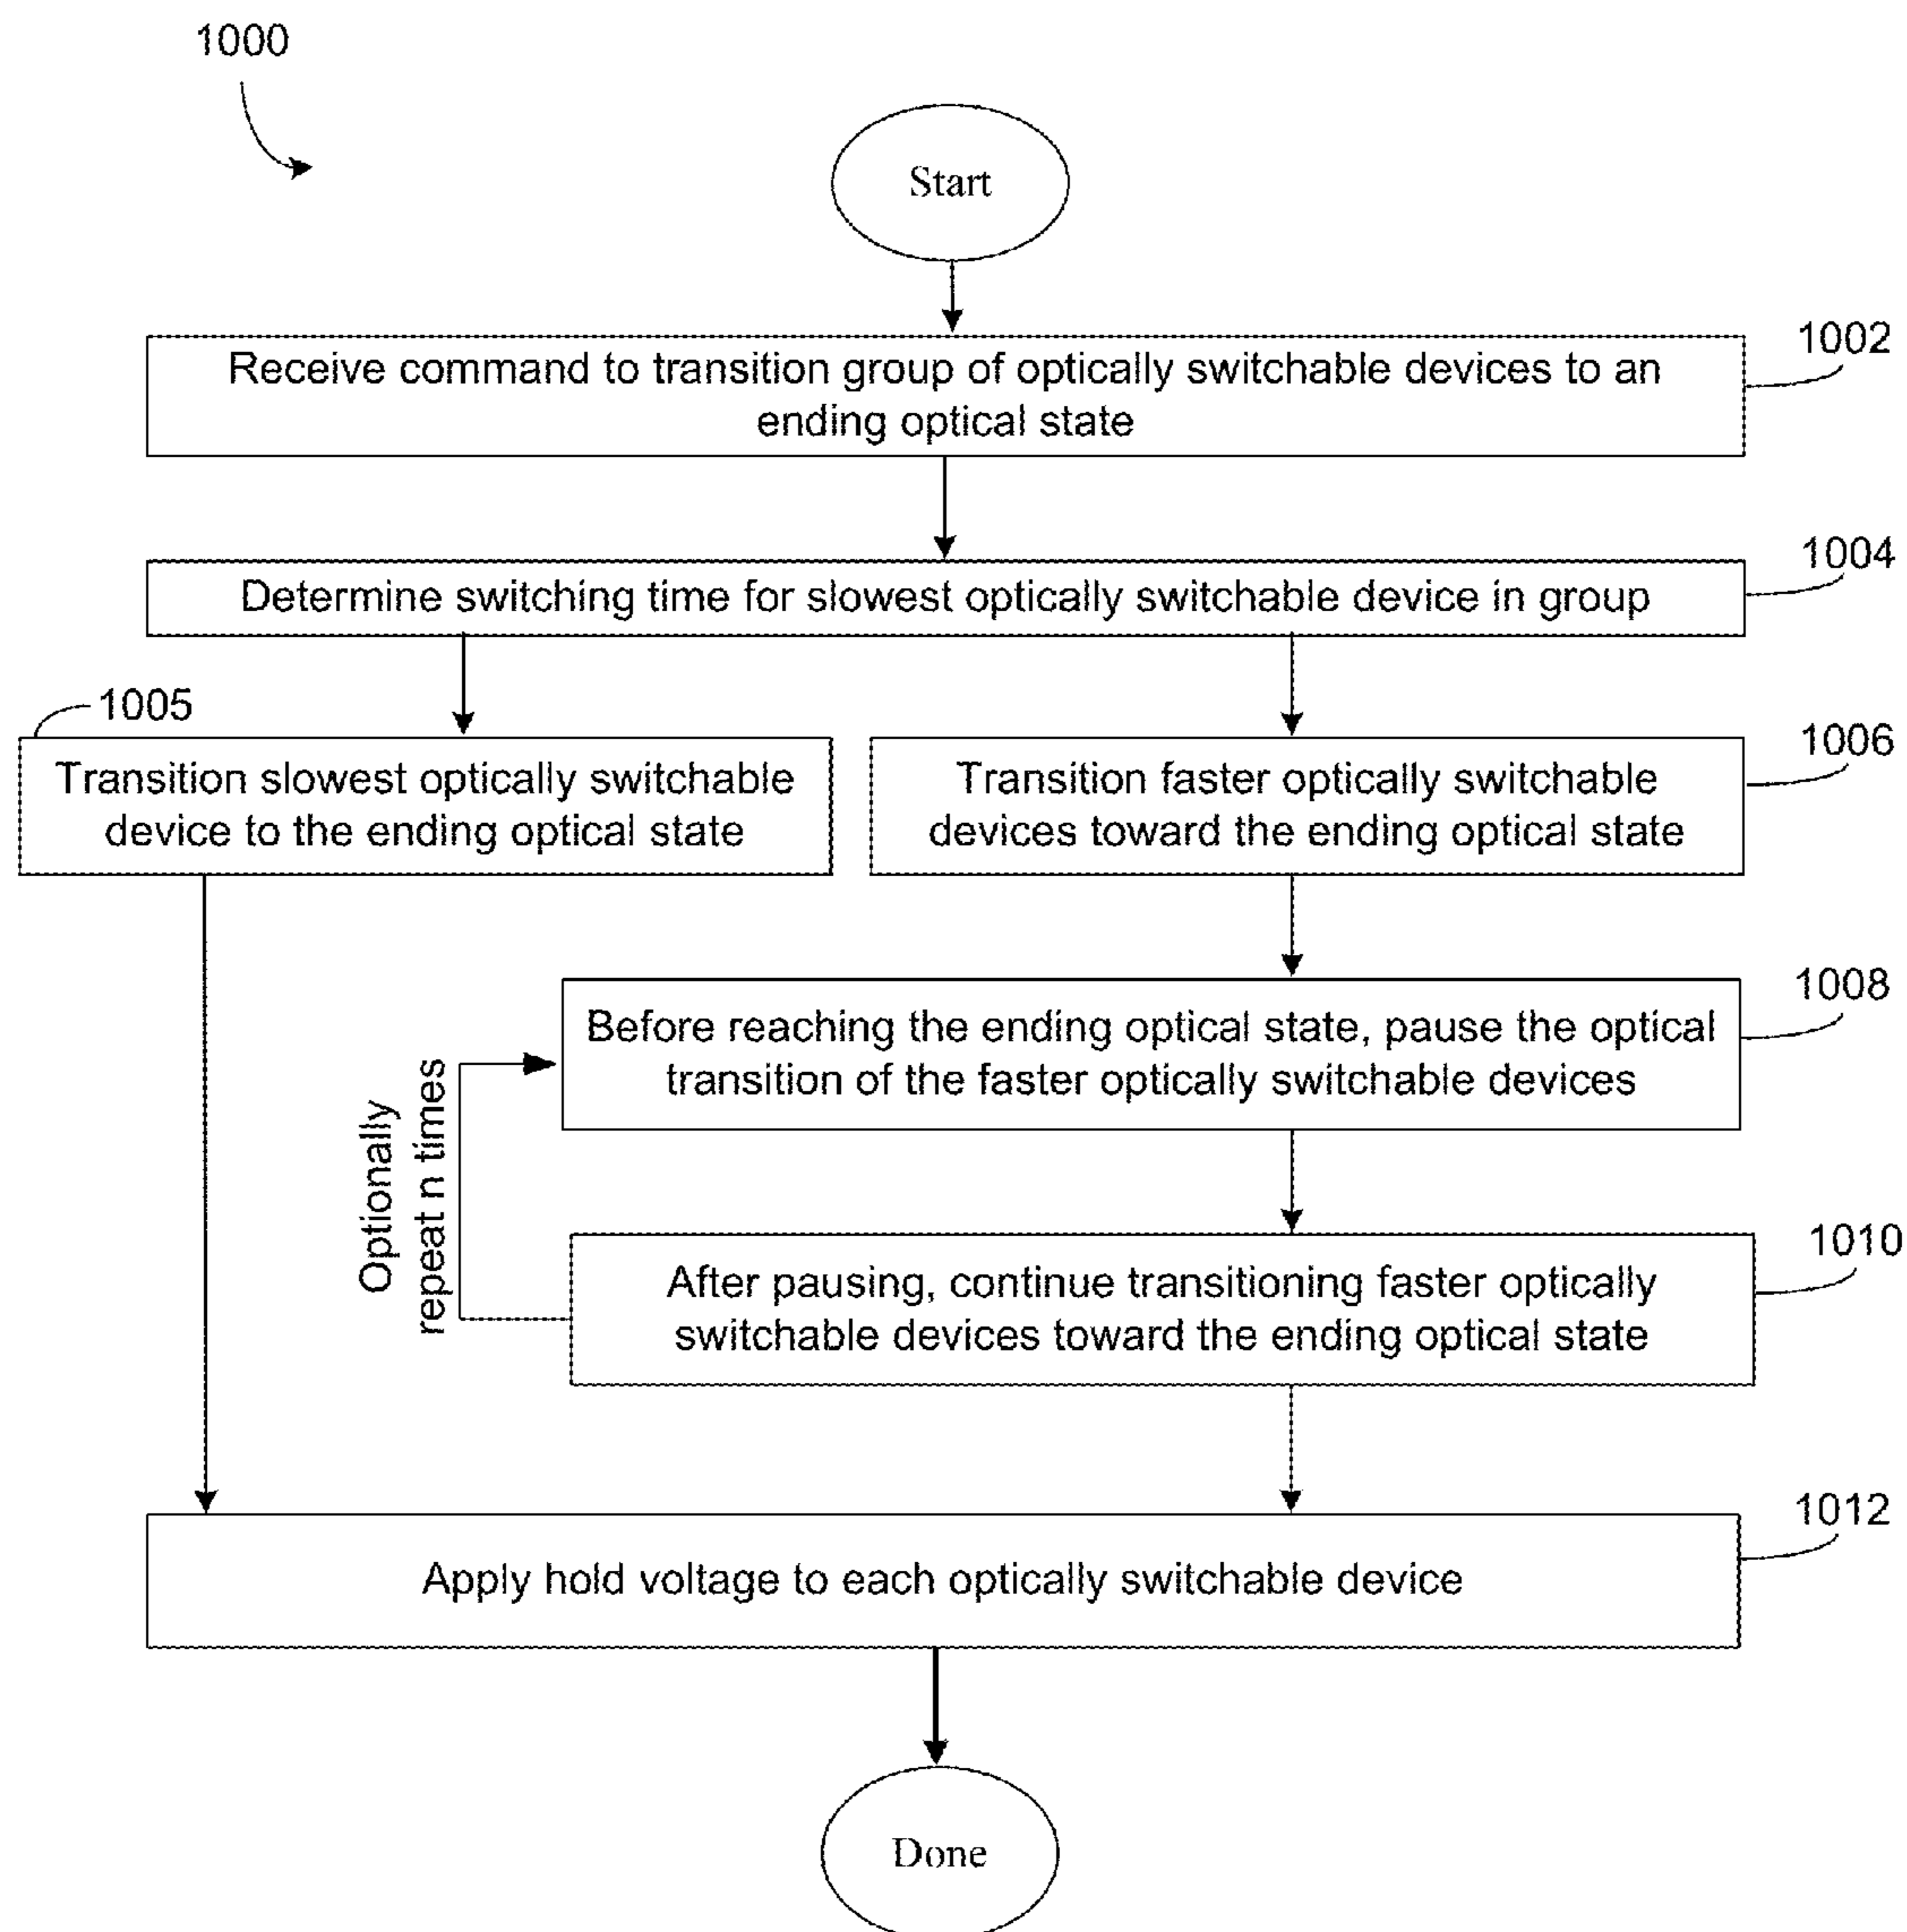 1000
Start
1002
Receive command to transition group of optically switchable devices to an
ending optical state
1004
Determine switching time for slowest optically switchable device in group
1005
Transition slowest optically switchable
device to the ending optical state
1006
Transition faster optically switchable
devices toward the ending optical state
1008
Before reaching the ending optical state, pause the optical
transition of the faster optically switchable devices
Optionally
repeat n times
1010
After pausing, continue transitioning faster optically
switchable devices toward the ending optical state
1012
Apply hold voltage to each optically switchable device
Done